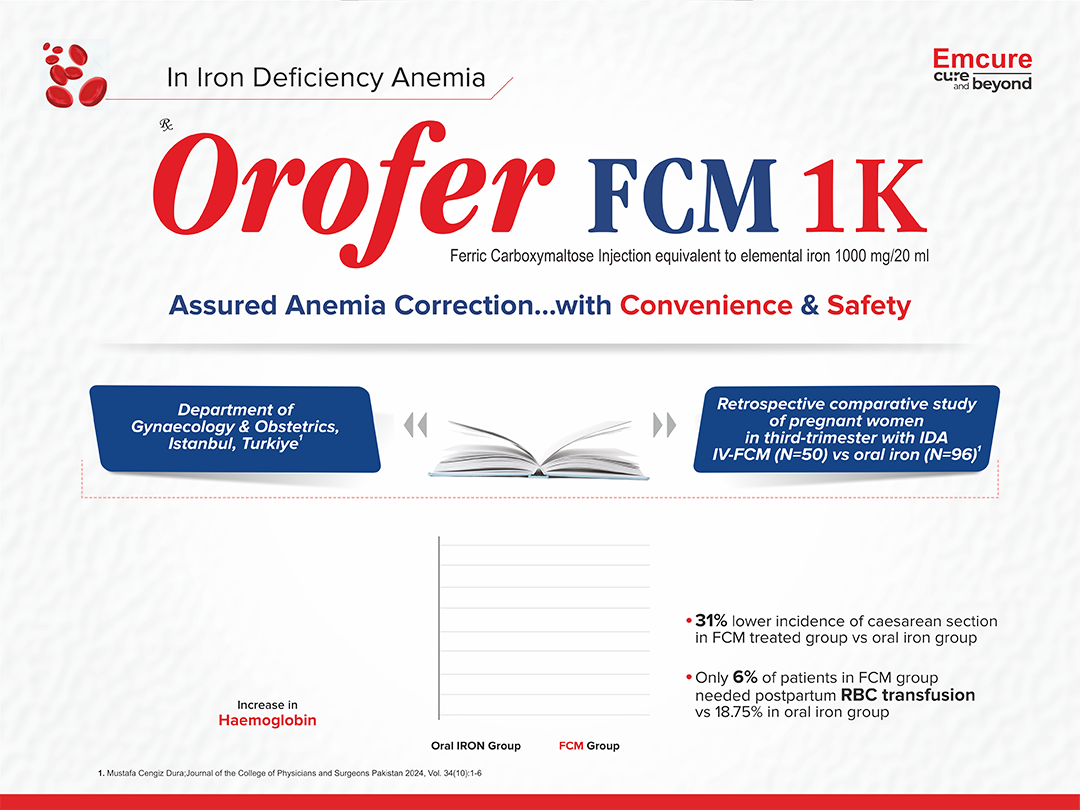 In Iron Deficiency Anemia
Emcure
cure
and beyond
Rx
Orofer FCM 1K
Ferric Carboxymaltose Injection equivalent to elemental iron 1000 mg/20 ml
Assured Anemia Correction...with Convenience & Safety
Department of
Gynaecology & Obstetrics,
Istanbul, Turkiye1
Retrospective comparative study
of pregnant women
in third-trimester with IDA
IV-FCM (N=50) vs oral iron (N=96)1
Increase in
Haemoglobin
Oral IRON Group
FCM Group
• 31% lower incidence of caesarean section
in FCM treated group vs oral iron group
• Only 6% of patients in FCM group
needed postpartum RBC transfusion
vs 18.75% in oral iron group
1. Mustafa Cengiz Dura;Journal of the College of Physicians and Surgeons Pakistan 2024, Vol. 34(10):1-6